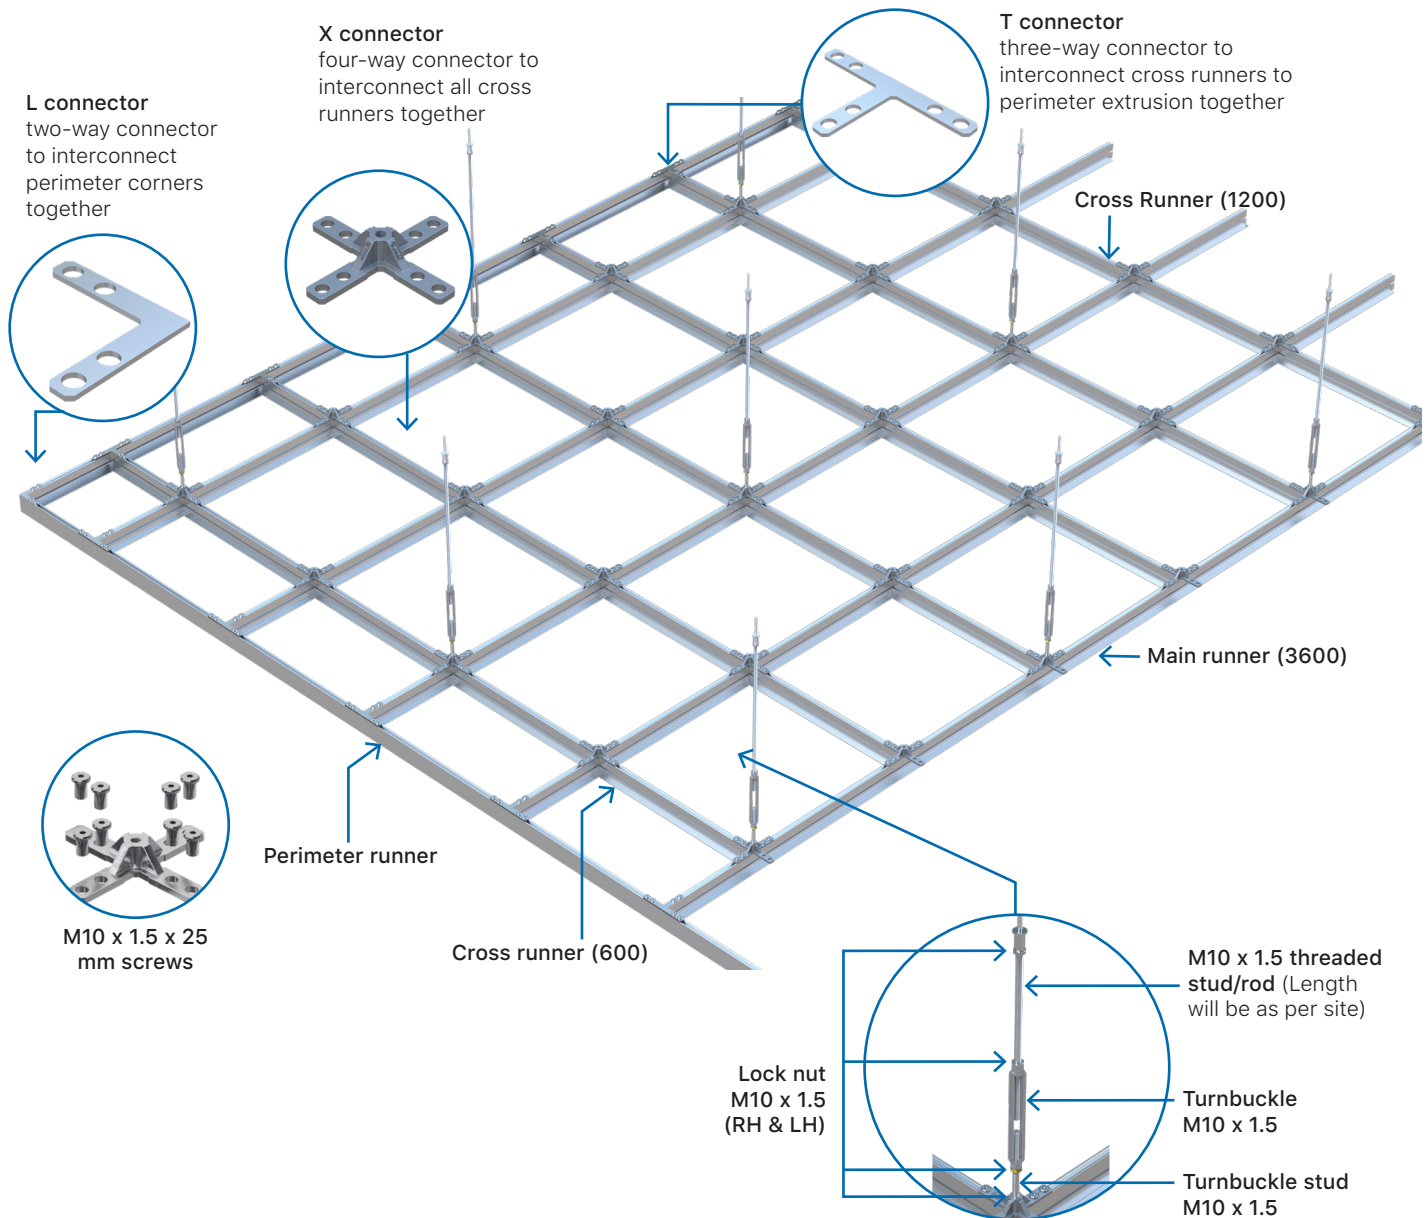 T connector
three-way connector to
interconnect cross runners to
perimeter extrusion together
X connector
four-way connector to
interconnect all cross
runners together
L connector
two-way connector
to interconnect
perimeter corners
together
Cross Runner (1200)
Main runner (3600)
Perimeter runner
Cross runner (600)
M10 x 1.5 x 25
mm screws
M10 x 1.5 threaded
stud/rod (Length
will be as per site)
Lock nut
M10 x 1.5
(RH & LH)
Turnbuckle
M10 x 1.5
Turnbuckle stud
M10 x 1.5